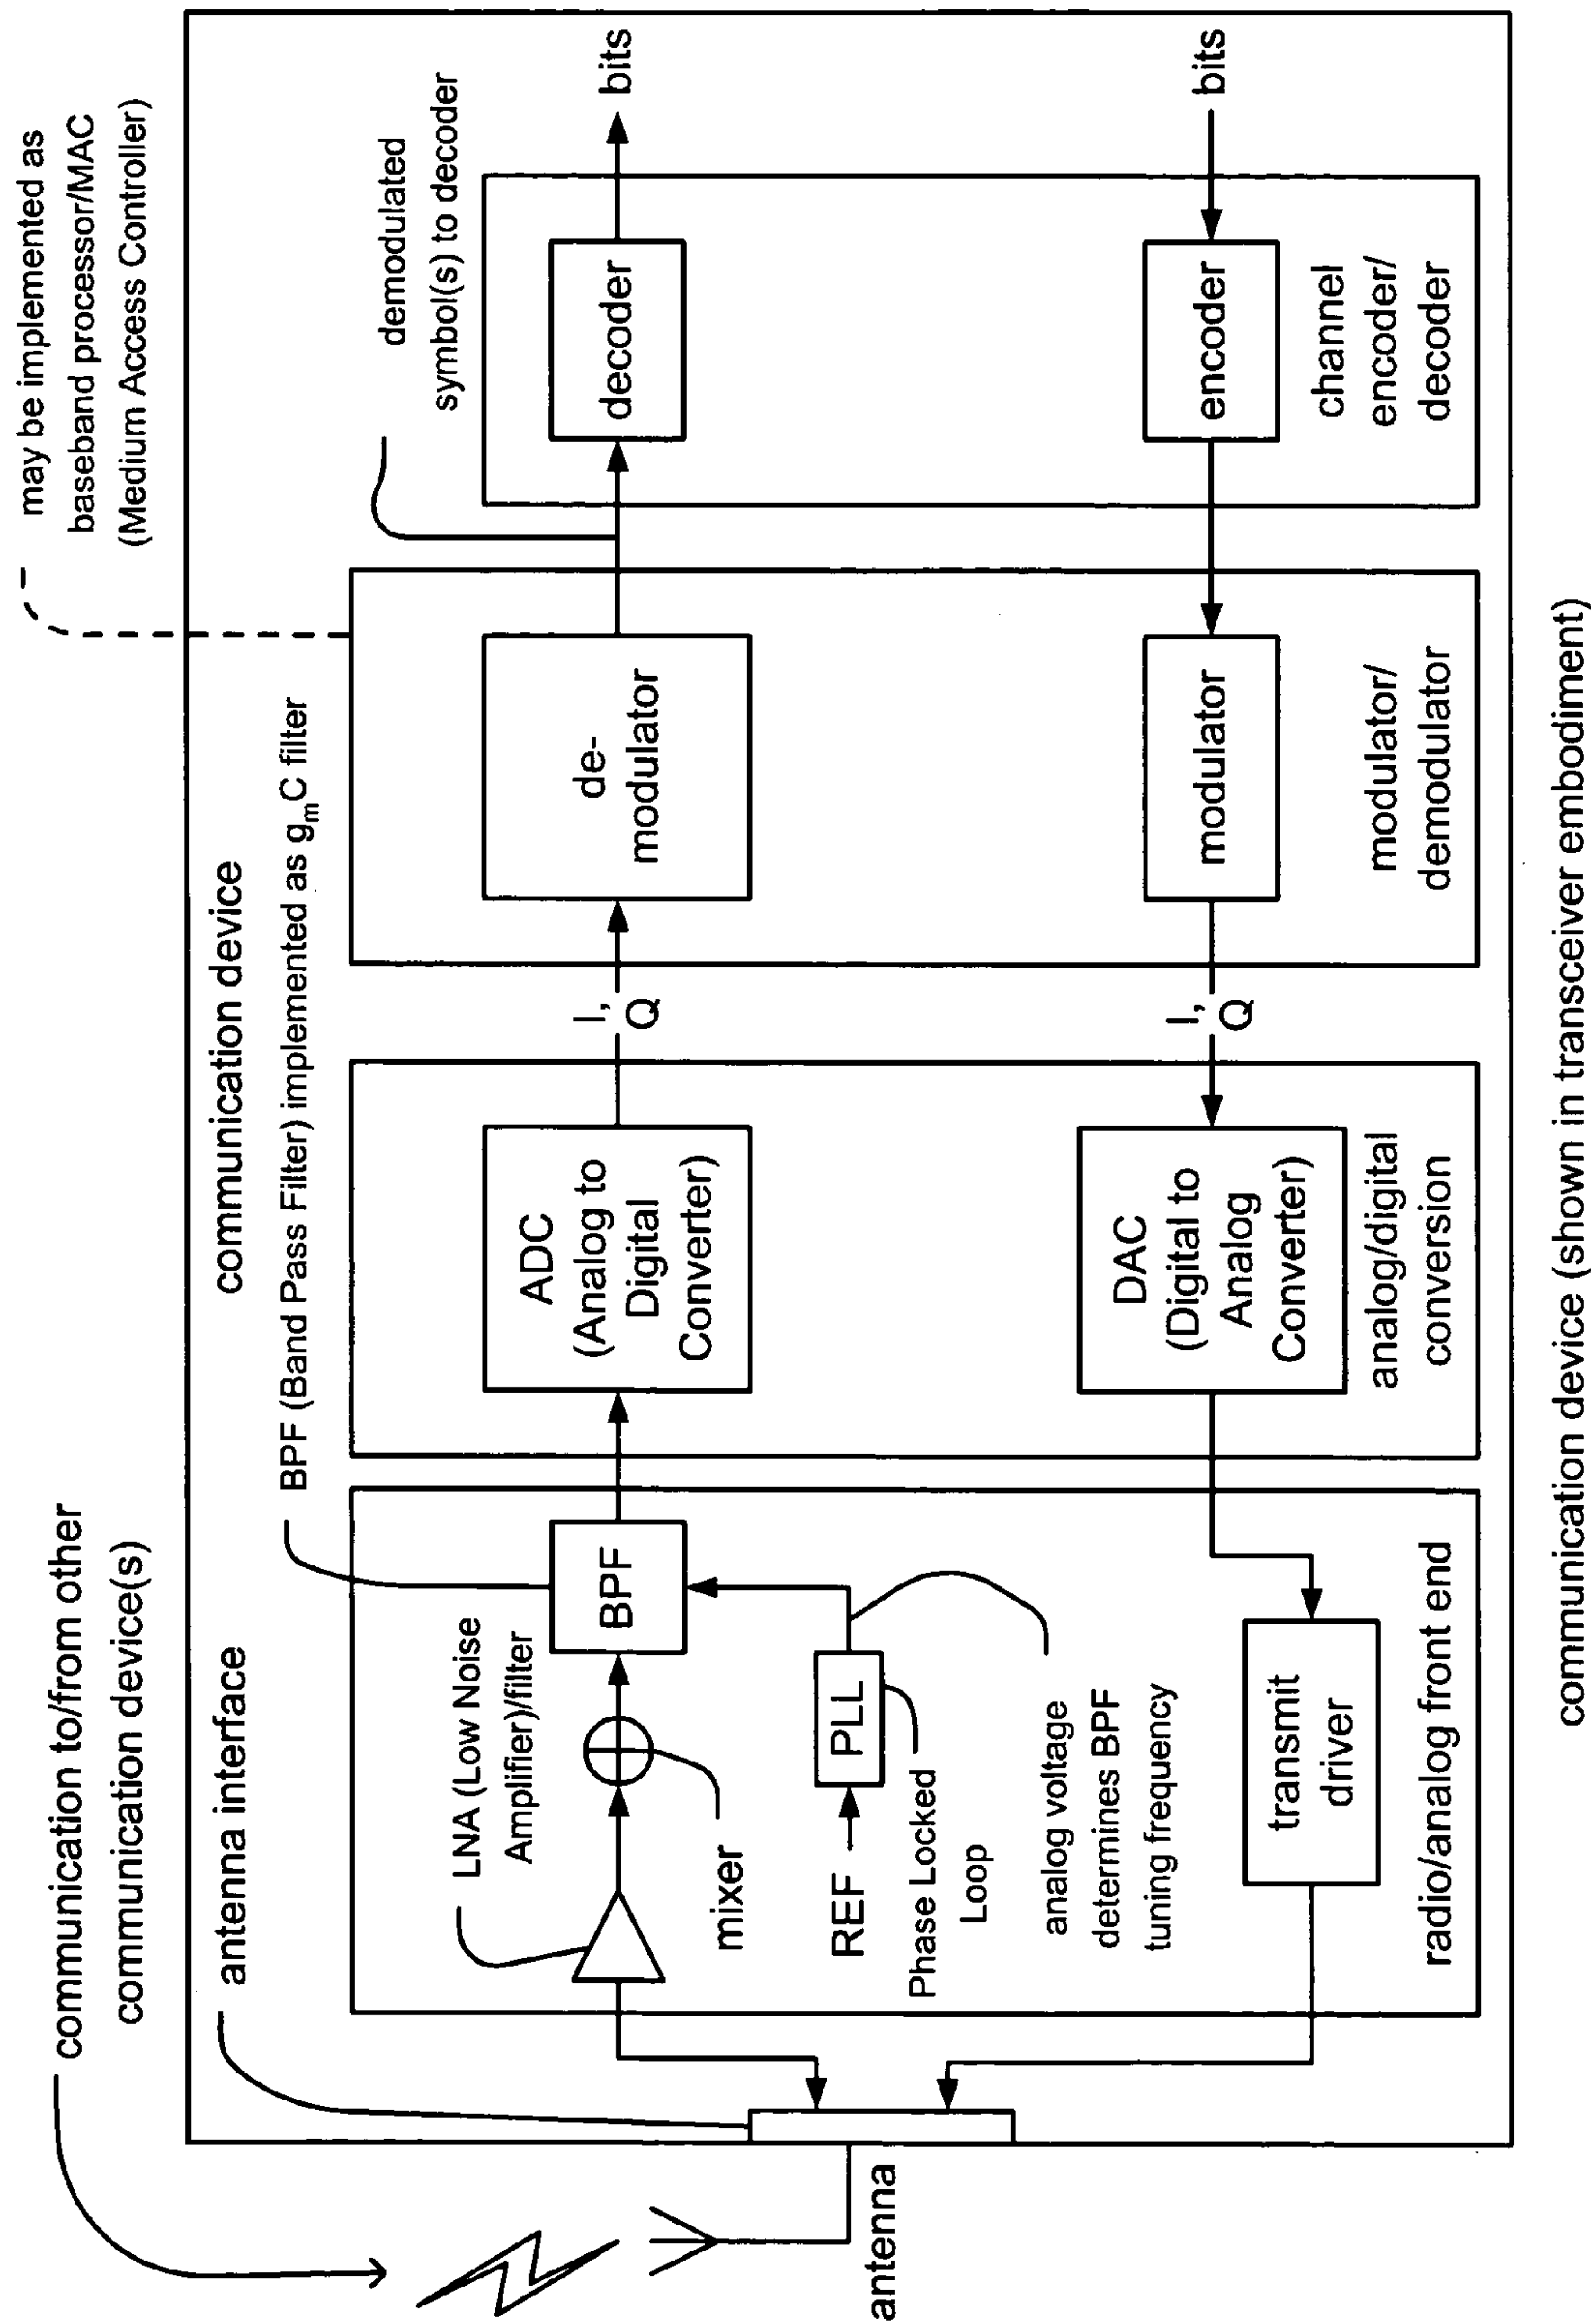 communication to/from other
communication device(s)
may be implemented as
baseband processor/MAC
(Medium Access Controller)
antenna interface
communication device
BPF (Band Pass Filter) implemented as gmC filter
demodulated
symbol(s) to decoder
LNA (Low Noise
Amplifier)/filter
mixer
BPF
ADC
(Analog to
Digital
Converter)
I,
Q
de-
modulator
decoder
bits
REF
PLL
Phase Locked
Loop
analog voltage
determines BPF
tuning frequency
antenna
transmit
driver
DAC
(Digital to
Analog
Converter)
I,
Q
modulator
encoder
bits
radio/analog front end
analog/digital
conversion
modulator/
demodulator
channel
encoder/
decoder
communication device (shown in transceiver embodiment)